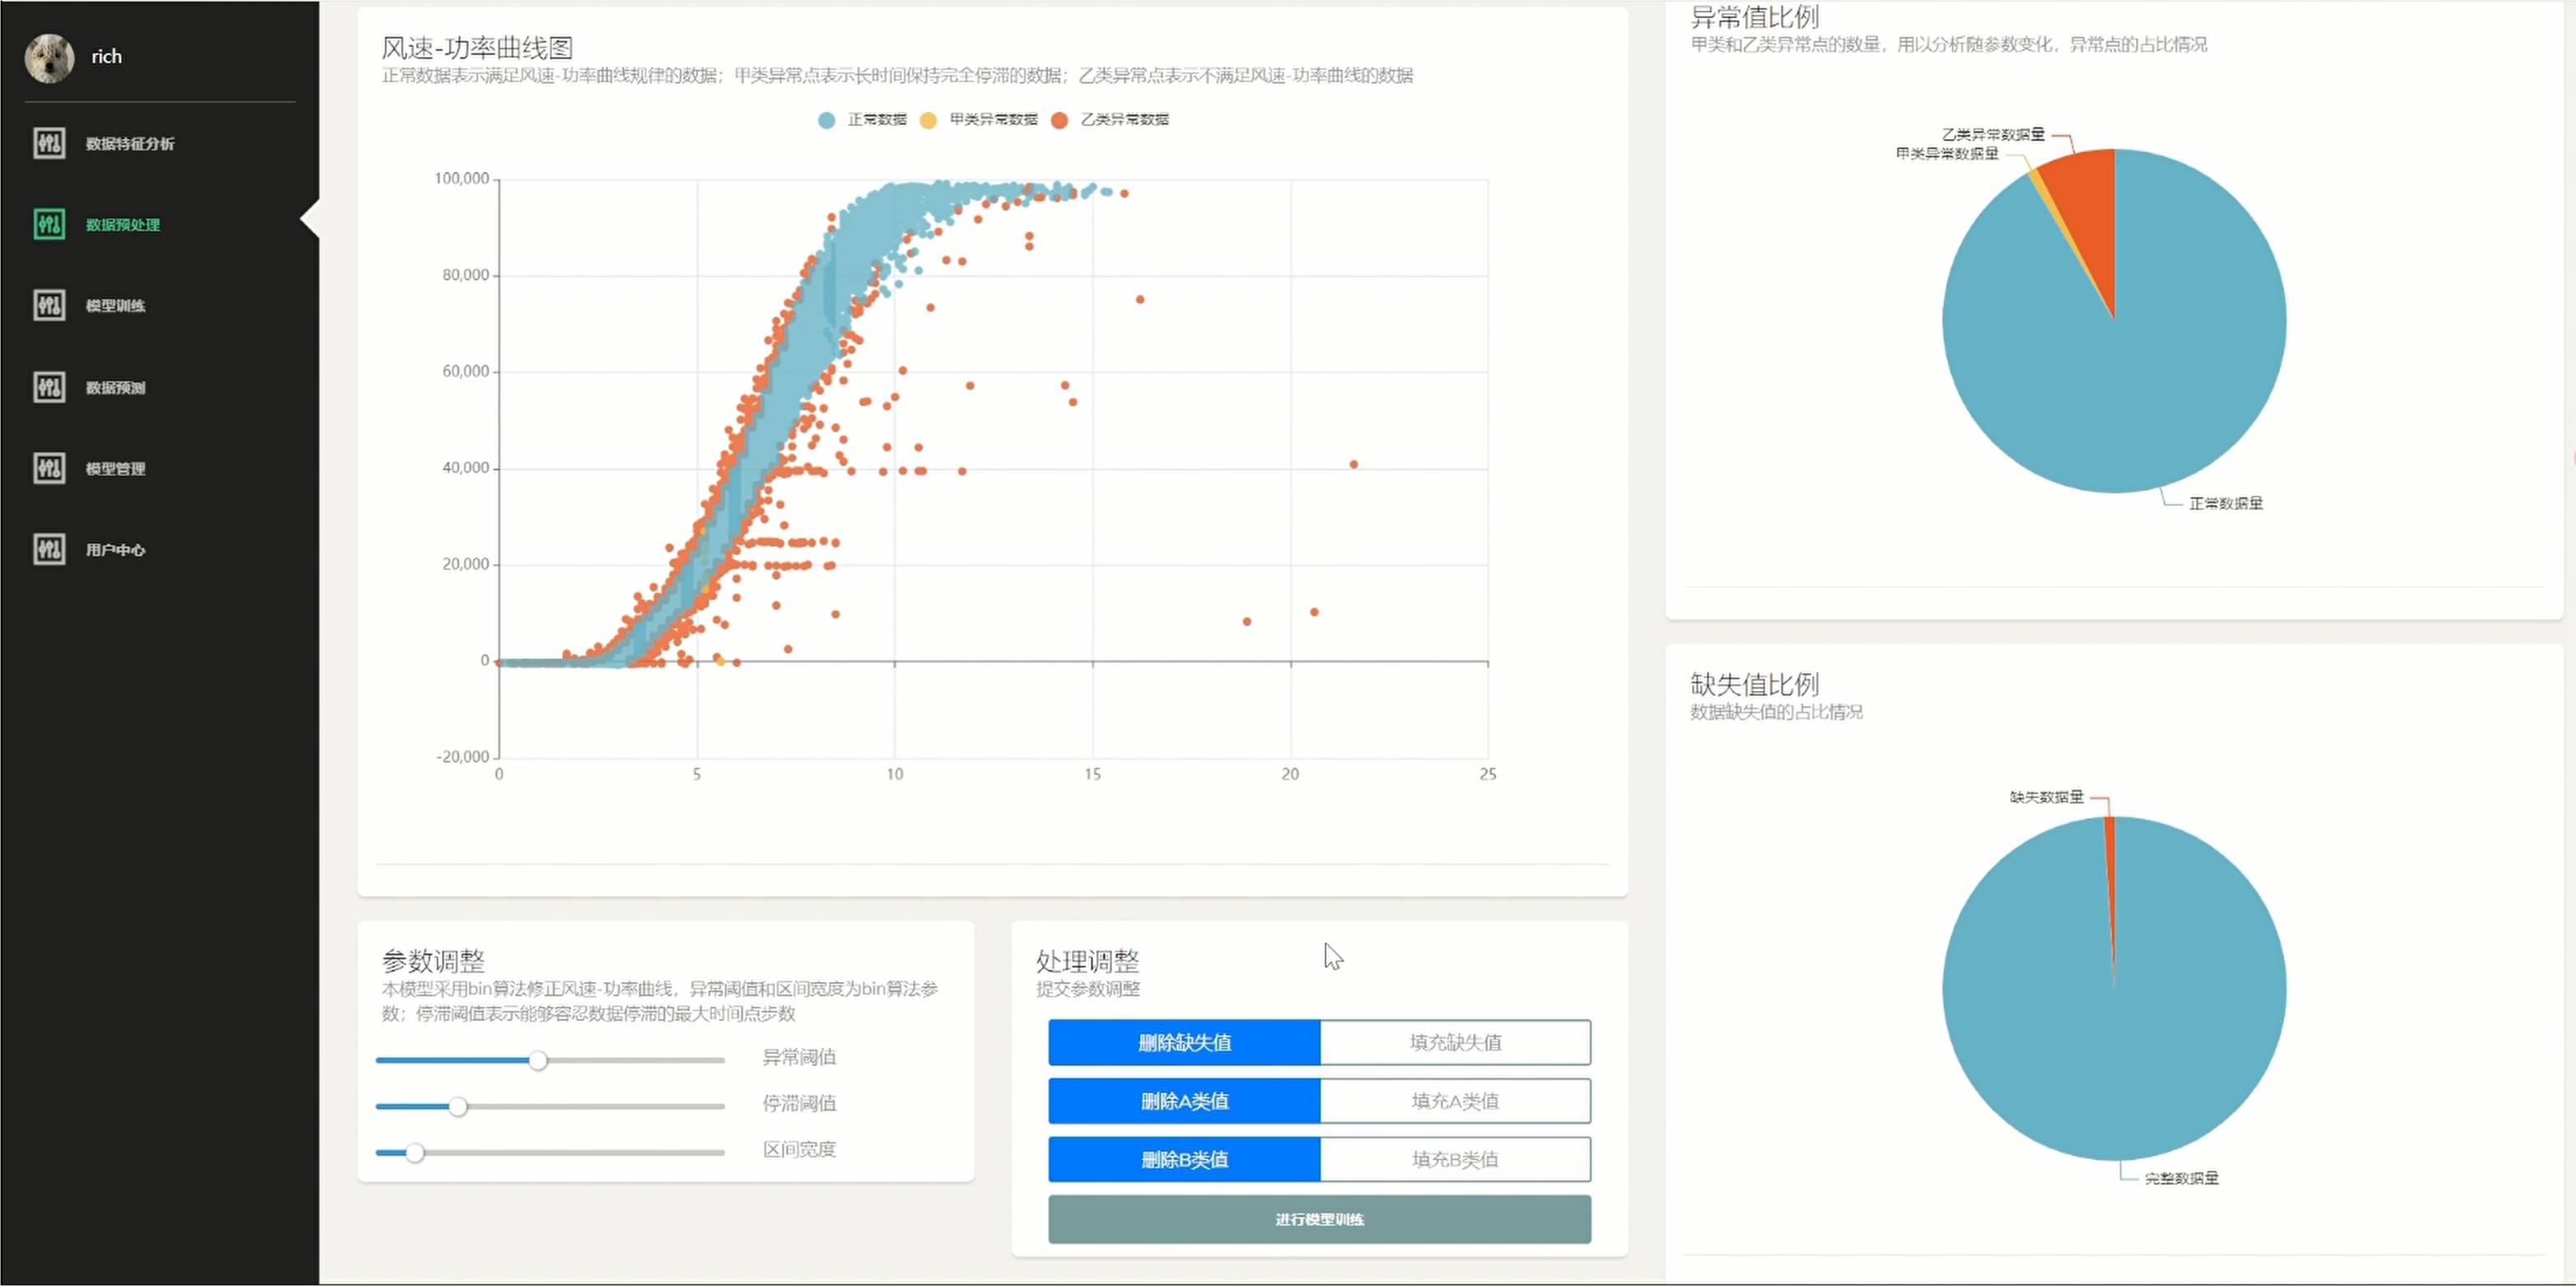 rich
数据特征分析
数据预处理
模型训练
数据预测
模型管理
用户中心
风速-功率曲线图
正常数据表示满足风速-功率曲线规律的数据；甲类异常点表示长时间保持完全停滞的数据；乙类异常点表示不满足风速-功率曲线的数据
正常数据 甲类异常数据 乙类异常数据
100,000
80,000
60,000
40,000
20,000
0
-20,000
0 5 10 15 20 25
参数调整
本模型采用bin算法修正风速-功率曲线，异常阈值和区间宽度为bin算法参
数；停滞阈值表示能够容忍数据停滞的最大时间点步数
异常阈值
停滞阈值
区间宽度
处理调整
提交参数调整
删除缺失值 填充缺失值
删除A类值 填充A类值
删除B类值 填充B类值
进行模型训练
异常值比例
甲类和乙类异常点的数量，用以分析随参数变化，异常点的占比情况
乙类异常数据量
甲类异常数据量
正常数据量
缺失值比例
数据缺失值的占比情况
缺失数据量
完整数据量